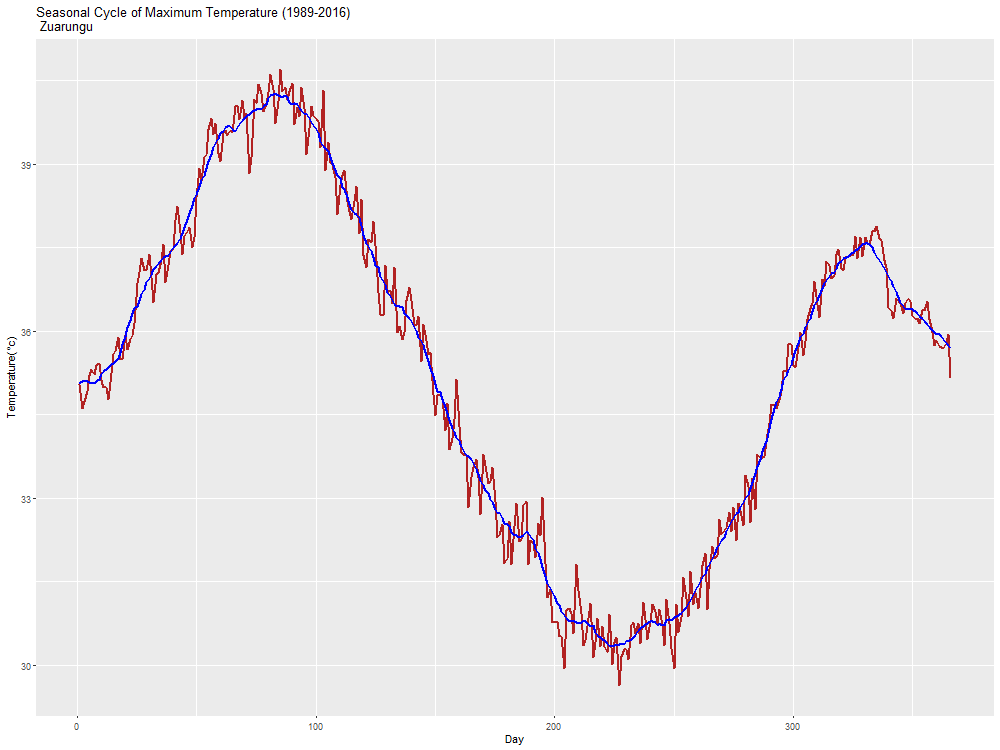 Seasonal Cycle of Maximum Temperature (1989-2016)
Zuarungu
Temperature(°c)
39
36
33
30
0
100
200
300
Day